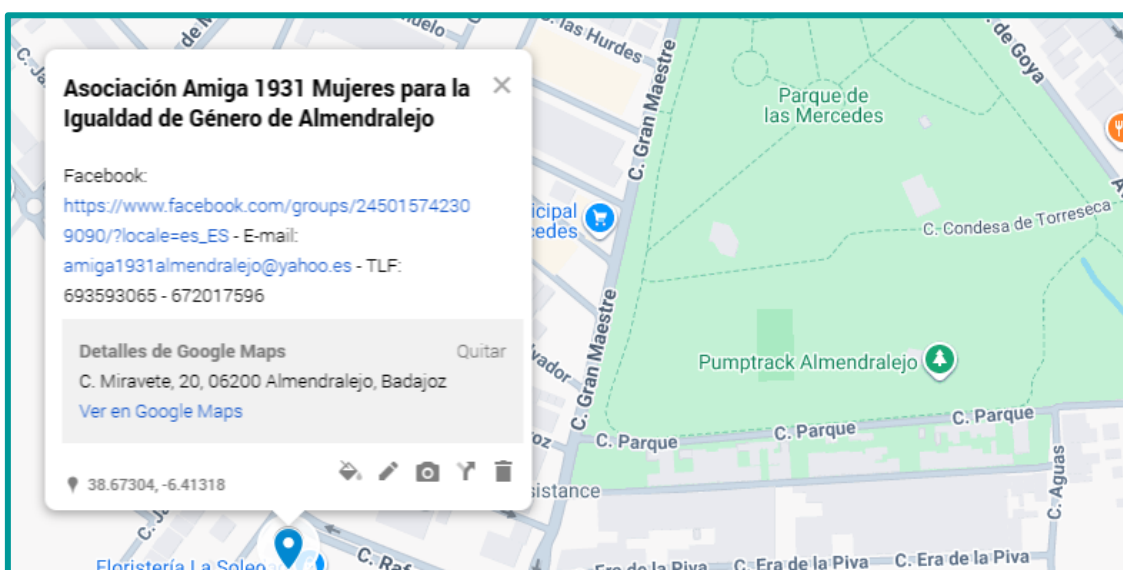 Asociación Amiga 1931 Mujeres para la
Igualdad de Género de Almendralejo
Facebook:
https://www.facebook.com/groups/24501574230
9090/?locale=es_ES - E-mail:
amiga1931almendralejo@yahoo.es - TLF:
693593065 - 672017596
Detalles de Google Maps
Quitar
C. Miravete, 20, 06200 Almendralejo, Badajoz
Ver en Google Maps
38.67304, -6.41318
las Hurdes
C. Gran Maestre
de Goya
Parque de
las Mercedes
C. Condesa de Torreseca
C. Gran Maestre
Pumptrack Almendralejo
C. Parque
C. Parque
C. Parque
C. Aguas
Floristería La
C. Era de la Piva
C. Era de la Piva